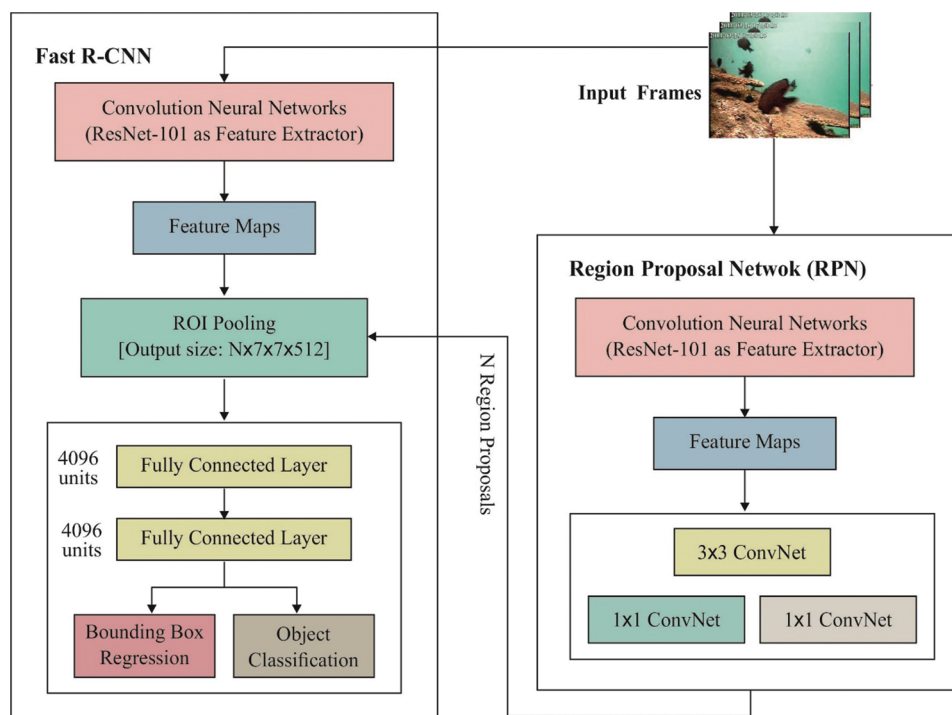 Fast R-CNN
Convolution Neural Networks
(ResNet-101 as Feature Extractor)
Feature Maps
ROI Pooling
[Output size: Nx7x7x512]
4096
units
Fully Connected Layer
4096
units
Fully Connected Layer
Bounding Box
Regression
Object
Classification
N Region Proposals
Input Frames
Region Proposal Netwok (RPN)
Convolution Neural Networks
(ResNet-101 as Feature Extractor)
Feature Maps
3x3 ConvNet
1x1 ConvNet
1x1 ConvNet